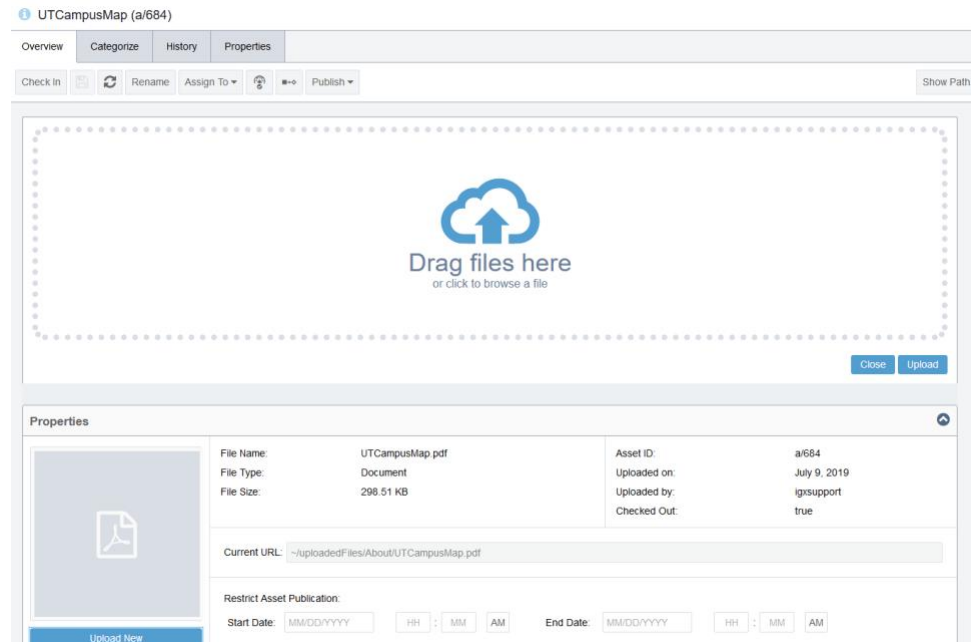 UTCampusMap (a/684)
Overview Categorize History Properties
Check In Rename Assign To Publish Show Path
Drag files here
or click to browse a file
Close Upload
Properties
File Name: UTCampusMap.pdf Asset ID: a/684
File Type: Document Uploaded on: July 9, 2019
File Size: 298.51 KB Uploaded by: igxsupport
Checked Out: true
Current URL: ~/uploadedFiles/About/UTCampusMap.pdf
Restrict Asset Publication:
Start Date: MM/DD/YYYY HH : MM AM End Date: MM/DD/YYYY HH : MM AM
Upload New